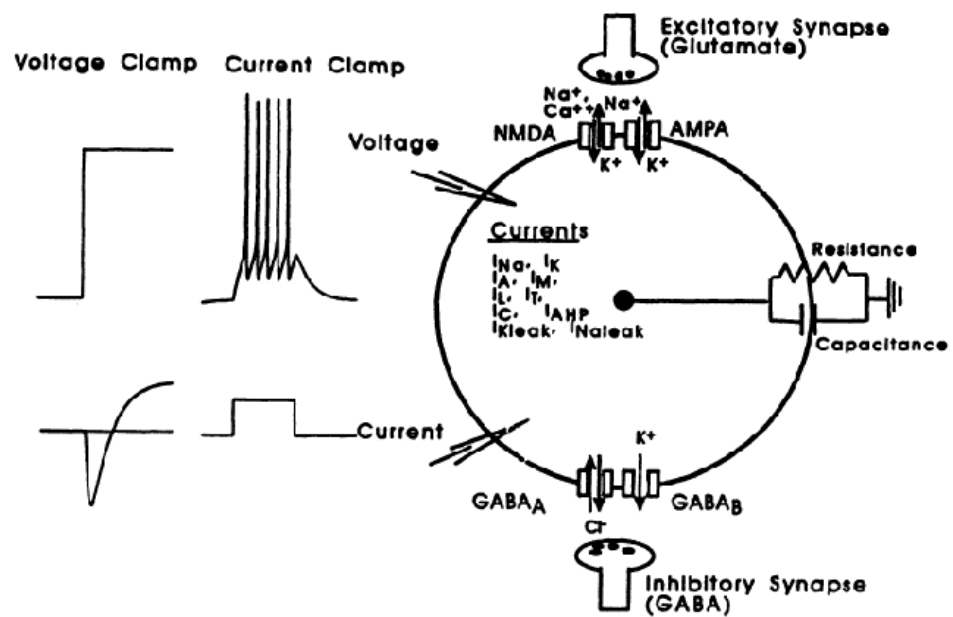 Voltage Clamp
Current Clamp
Excitatory Synapse
(Glutamate)
Na+,
Ca++
Na+
NMDA
AMPA
K+
K+
Voltage
Currents
INa, IK
IA, IM,
IL, IT,
IC, IAHP
IKleak, INaleak
Resistance
Capacitance
Current
K+
GABAA
GABAB
Cl-
Inhibitory Synapse
(GABA)